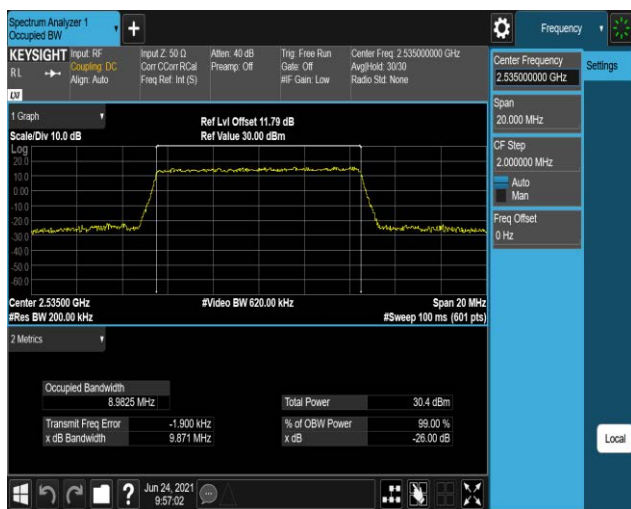 Spectrum Analyzer 1
Occupied BW
Frequency
KEYSIGHT
RL
LXI
Input: RF
Coupling: DC
Align: Auto
Input Z: 50 Ω
Corr CCorr RCal
Freq Ref: Int (S)
Atten: 40 dB
Preamp: Off
Trig: Free Run
Gate: Off
#IF Gain: Low
Center Freq: 2.535000000 GHz
Avg|Hold: 30/30
Radio Std: None
Center Frequency
2.535000000 GHz
Settings
Span
20.000 MHz
CF Step
2.000000 MHz
Auto
Man
Freq Offset
0 Hz
Local
1 Graph
Scale/Div 10.0 dB
Ref Lvl Offset 11.79 dB
Ref Value 30.00 dBm
Log
20.0
10.0
0.00
-10.0
-20.0
-30.0
-40.0
-50.0
-60.0
Center 2.53500 GHz
#Video BW 620.00 kHz
Span 20 MHz
#Res BW 200.00 kHz
#Sweep 100 ms (601 pts)
2 Metrics
Occupied Bandwidth
8.9825 MHz
Total Power 30.4 dBm
Transmit Freq Error -1.900 kHz
% of OBW Power 99.00 %
x dB Bandwidth 9.871 MHz
x dB -26.00 dB
?
Jun 24, 2021
9:57:02